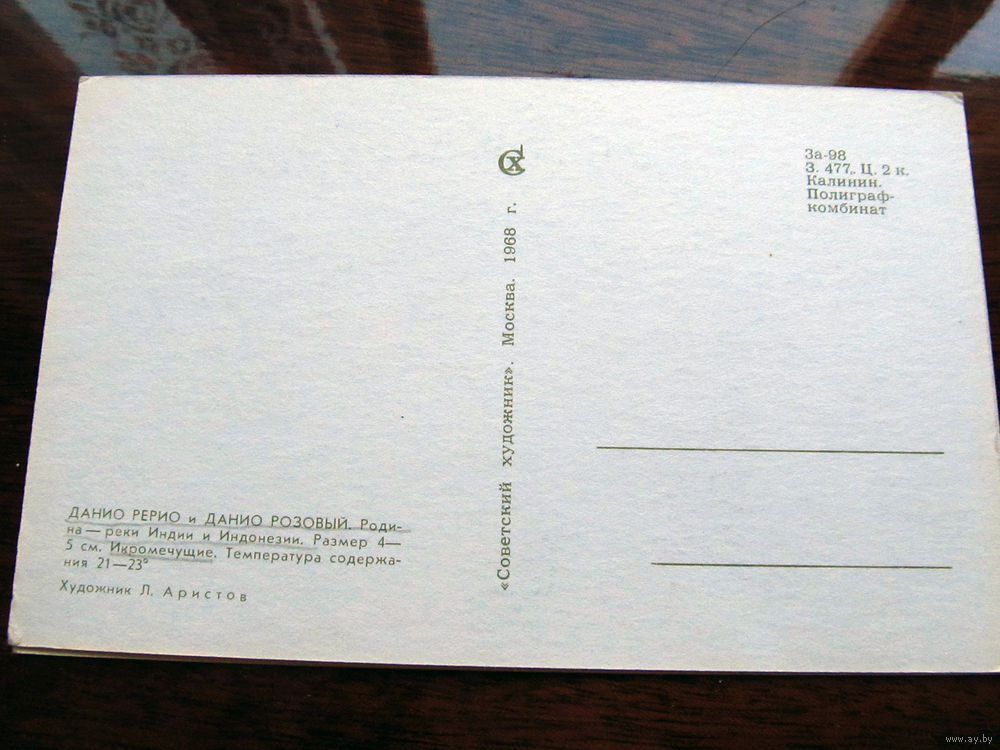 ДАНИО РЕРИО и ДАНИО РОЗОВЫЙ. Роди-
на — реки Индии и Индонезии. Размер 4—
5 см. Икромечущие. Температура содержа-
ния 21—23°
Художник Л. Аристов
«Советский художник». Москва. 1968 г.
СХ
За-98
З. 477. Ц. 2 к.
Калинин.
Полиграф-
комбинат
www.ay.by